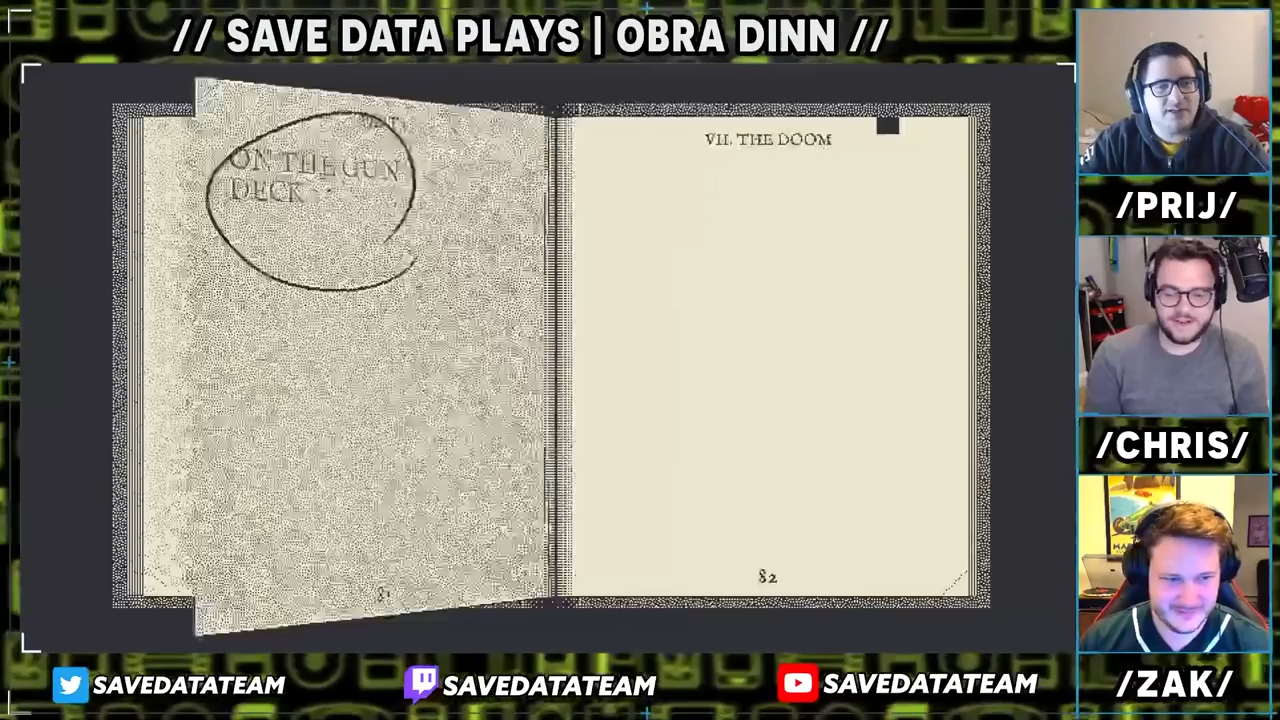 // SAVE DATA PLAYS | OBRA DINN //
ON THE GUN
DECK
VII. THE DOOM
82
/PRIJ/
/CHRIS/
/ZAK/
SAVEDATATEAM
SAVEDATATEAM
SAVEDATATEAM